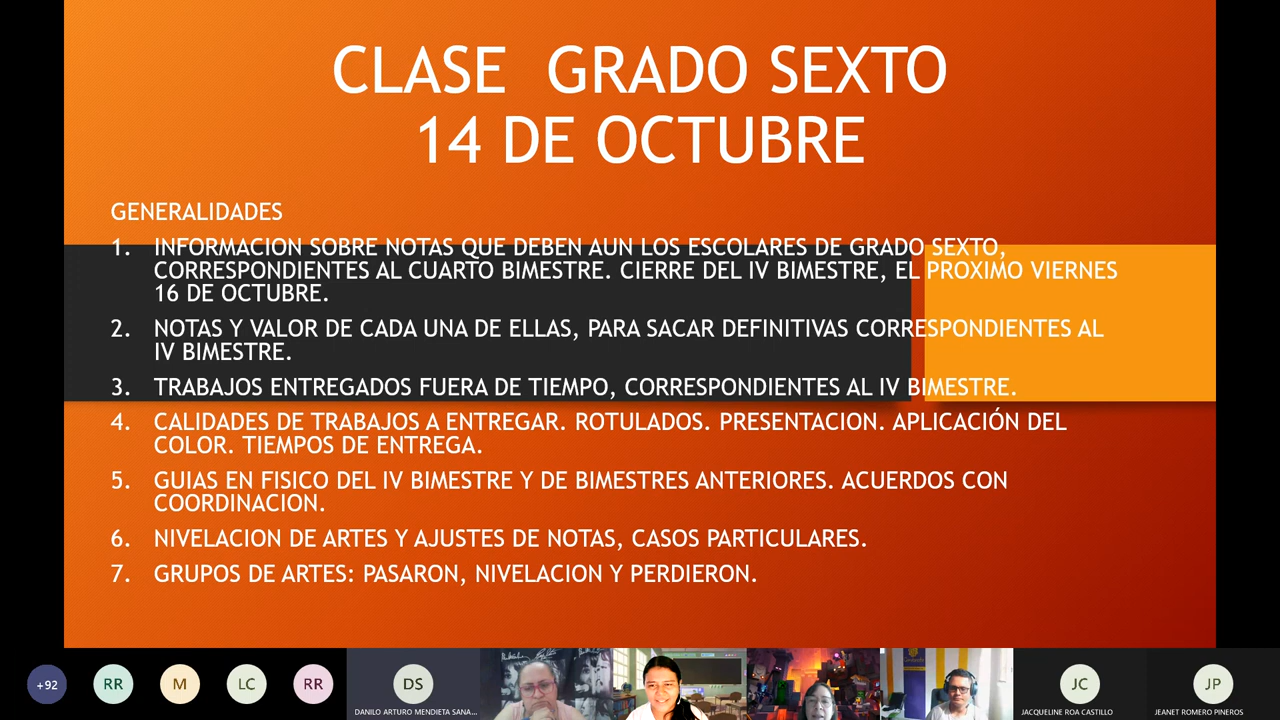 CLASE  GRADO SEXTO
14 DE OCTUBRE
GENERALIDADES
1. INFORMACION SOBRE NOTAS QUE DEBEN AUN LOS ESCOLARES DE GRADO SEXTO,
CORRESPONDIENTES AL CUARTO BIMESTRE. CIERRE DEL IV BIMESTRE, EL PROXIMO VIERNES
16 DE OCTUBRE.
2. NOTAS Y VALOR DE CADA UNA DE ELLAS, PARA SACAR DEFINITIVAS CORRESPONDIENTES AL
IV BIMESTRE.
3. TRABAJOS ENTREGADOS FUERA DE TIEMPO, CORRESPONDIENTES AL IV BIMESTRE.
4. CALIDADES DE TRABAJOS A ENTREGAR. ROTULADOS. PRESENTACION. APLICACIÓN DEL
COLOR. TIEMPOS DE ENTREGA.
5. GUIAS EN FISICO DEL IV BIMESTRE Y DE BIMESTRES ANTERIORES. ACUERDOS CON
COORDINACION.
6. NIVELACION DE ARTES Y AJUSTES DE NOTAS, CASOS PARTICULARES.
7. GRUPOS DE ARTES: PASARON, NIVELACION Y PERDIERON.
+92 RR M LC RR DS JC JP
DANILO ARTURO MENDIETA SANA... JACQUELINE ROA CASTILLO JEANET ROMERO PINEROS